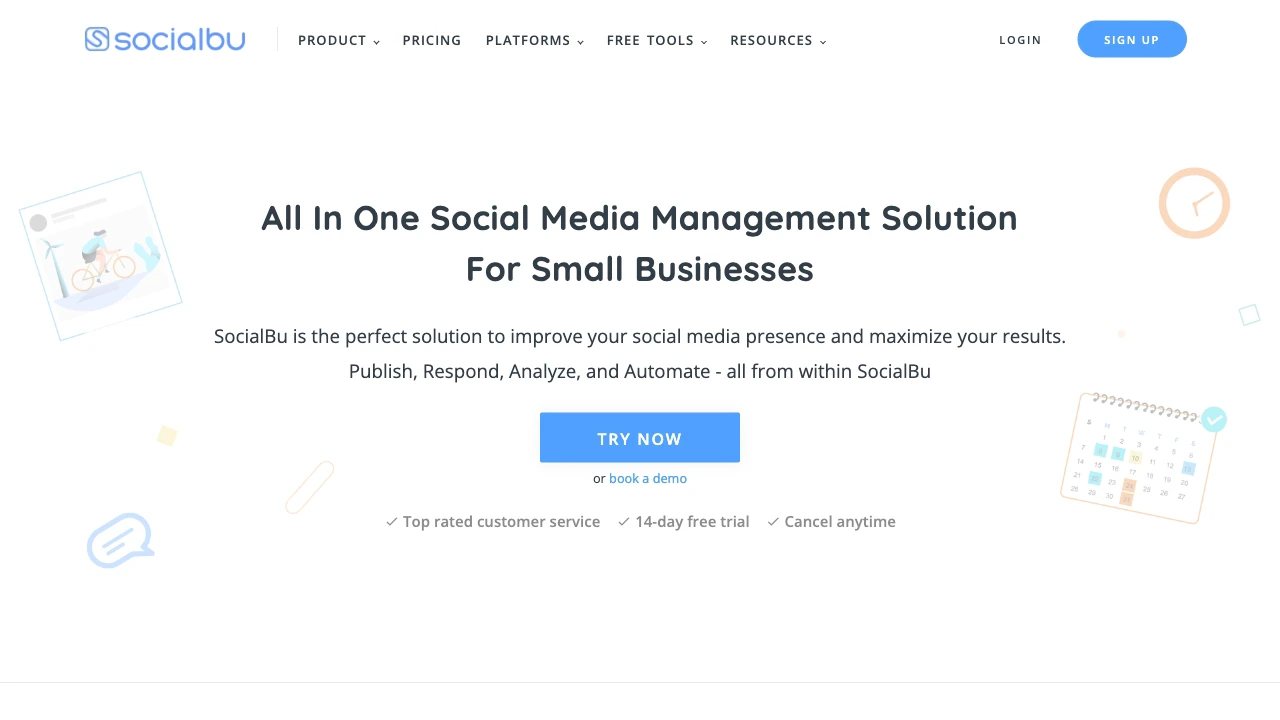 socialbu
PRODUCT
PRICING
PLATFORMS
FREE TOOLS
RESOURCES
LOGIN
SIGN UP
All In One Social Media Management Solution
For Small Businesses
SocialBu is the perfect solution to improve your social media presence and maximize your results.
Publish, Respond, Analyze, and Automate - all from within SocialBu
TRY NOW
or book a demo
Top rated customer service
14-day free trial
Cancel anytime